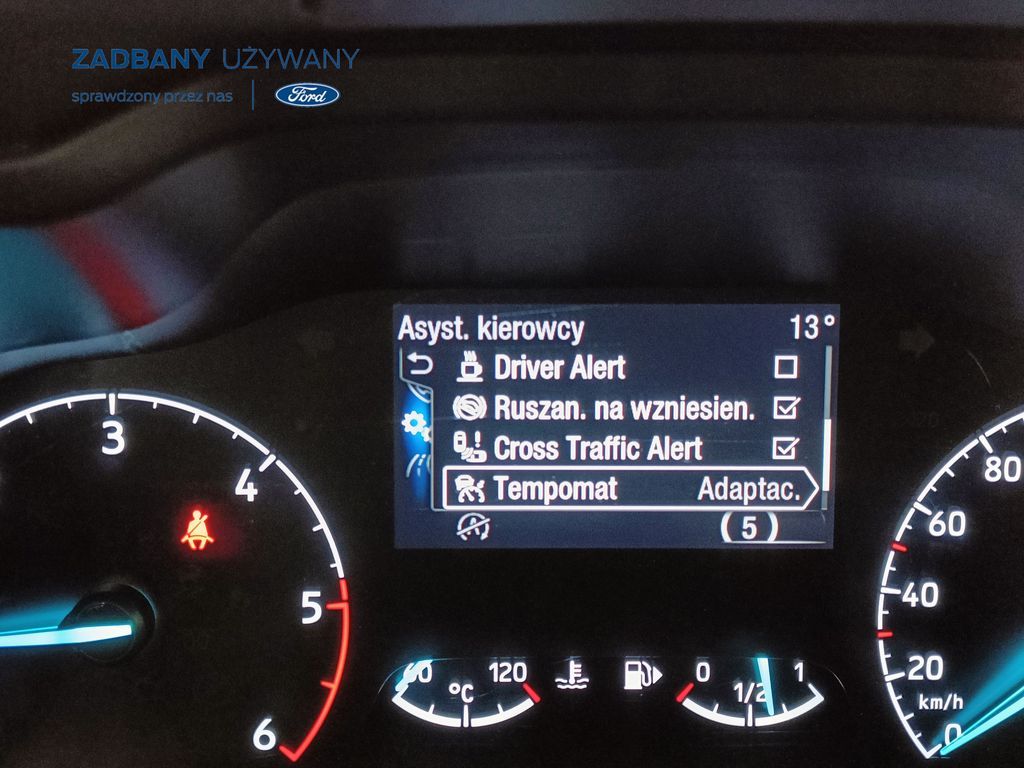 ZADBANY UŻYWANY
sprawdzony przez nas
Ford
Asyst. kierowcy 13°
Driver Alert
Ruszan. na wzniesien.
Cross Traffic Alert
Tempomat Adaptac.
A
(5)
3
4
5
6
60 120
°C
0 1/2 1
80
60
40
20
km/h
0